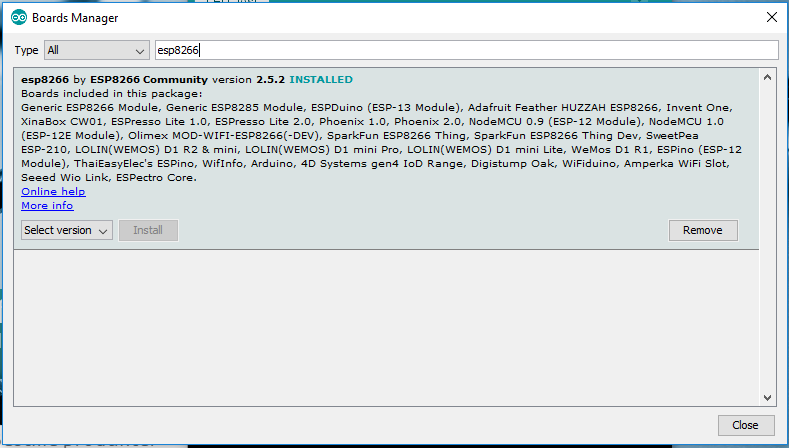 Boards Manager
Type All esp8266
esp8266 by ESP8266 Community version 2.5.2 INSTALLED
Boards included in this package:
Generic ESP8266 Module, Generic ESP8285 Module, ESPDuino (ESP-13 Module), Adafruit Feather HUZZAH ESP8266, Invent One,
XinaBox CW01, ESPresso Lite 1.0, ESPresso Lite 2.0, Phoenix 1.0, Phoenix 2.0, NodeMCU 0.9 (ESP-12 Module), NodeMCU 1.0
(ESP-12E Module), Olimex MOD-WIFI-ESP8266(-DEV), SparkFun ESP8266 Thing, SparkFun ESP8266 Thing Dev, SweetPea
ESP-210, LOLIN(WEMOS) D1 R2 & mini, LOLIN(WEMOS) D1 mini Pro, LOLIN(WEMOS) D1 mini Lite, WeMos D1 R1, ESPino (ESP-12
Module), ThaiEasyElec's ESPino, WifInfo, Arduino, 4D Systems gen4 IoD Range, Digistump Oak, WiFiduino, Amperka WiFi Slot,
Seeed Wio Link, ESPectro Core.
Online help
More info
Select version Install Remove
Close